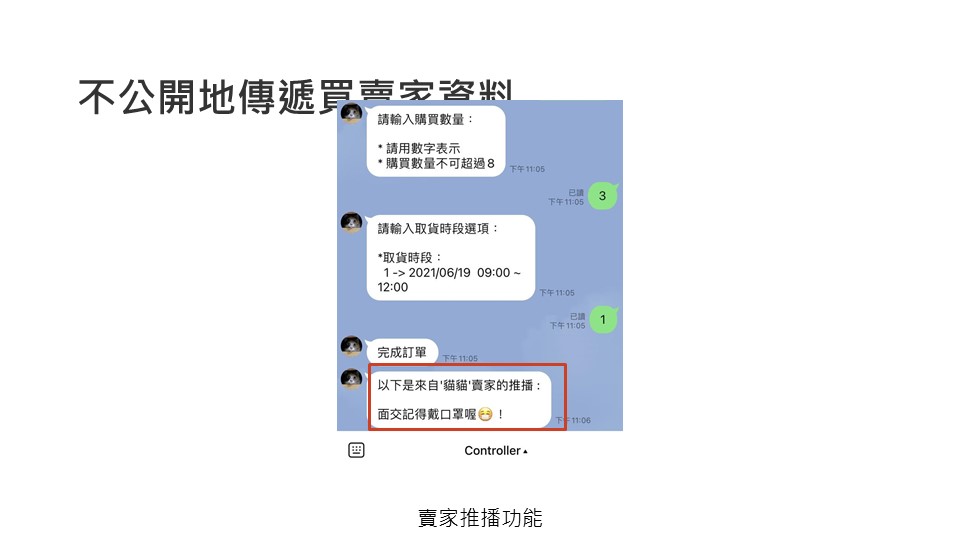 不公開地傳遞買賣家資料
請輸入購買數量：
* 請用數字表示
* 購買數量不可超過8
下午 11:05
已讀
下午 11:05
3
請輸入取貨時段選項：
*取貨時段：
1 -> 2021/06/19 09:00 ~
12:00
下午 11:05
已讀
下午 11:05
1
完成訂單
下午 11:05
以下是來自'貓貓'賣家的推播 :
面交記得戴口罩喔😷！
下午 11:06
Controller ▴
賣家推播功能